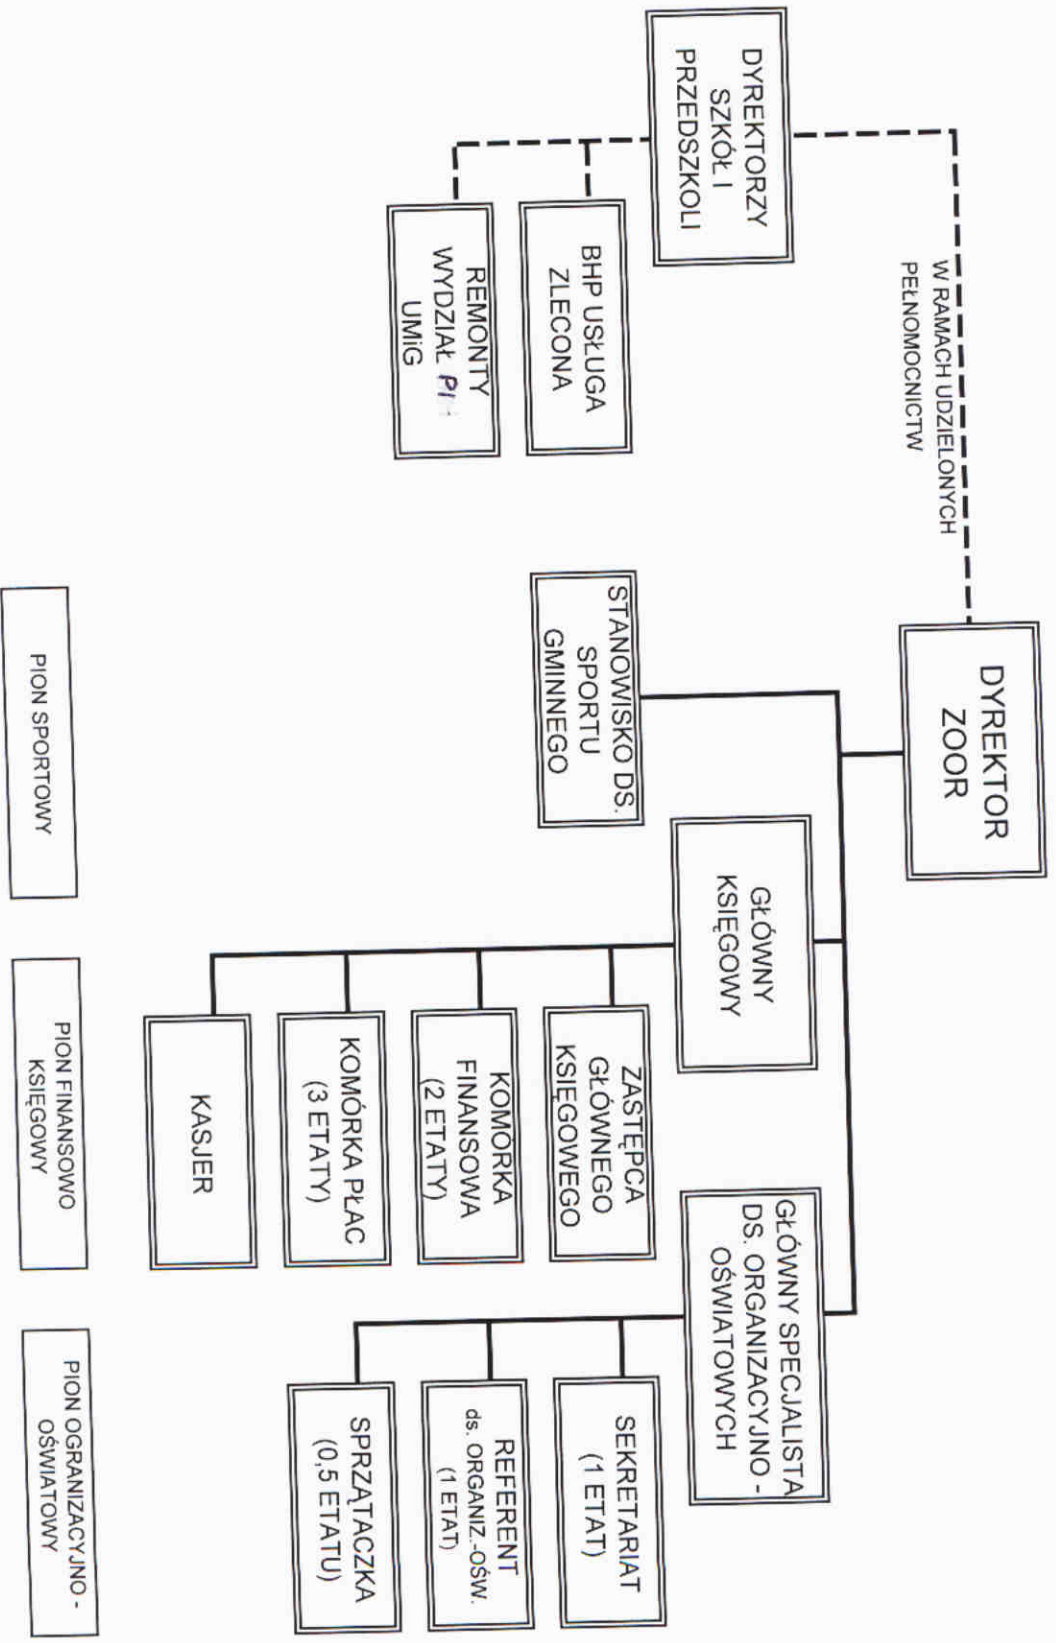 DYREKTOR
ZOOR
W RAMACH UDZIELONYCH
PEŁNOMOCNICTW
DYREKTORZY
SZKÓŁ I
PRZEDSZKOLI
BHP USŁUGA
ZLECONA
REMONTY
WYDZIAŁ
UMiG
STANOWISKO DS.
SPORTU
GMINNEGO
GŁÓWNY
KSIĘGOWY
ZASTĘPCA
GŁÓWNEGO
KSIĘGOWEGO
KOMÓRKA
FINANSOWA
(2 ETATY)
KOMÓRKA PŁAC
(3 ETATY)
KASJER
GŁÓWNY SPECJALISTA
DS. ORGANIZACYJNO -
OŚWIATOWYCH
SEKRETARIAT
(1 ETAT)
REFERENT
ds. ORGANIZ.-OŚW.
(1 ETAT)
SPRZĄTACZKA
(0,5 ETATU)
PION SPORTOWY
PION FINANSOWO
KSIĘGOWY
PION OGRANIZACYJNO -
OŚWIATOWY